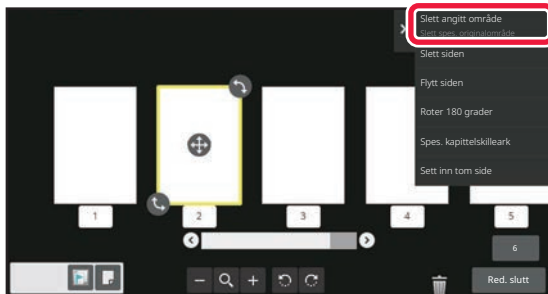 Slett angitt område
Slett spes. originalområde
Slett siden
Flytt siden
Roter 180 grader
Spes. kapittelskilleark
Sett inn tom side
1
2
3
4
5
6
Red. slutt